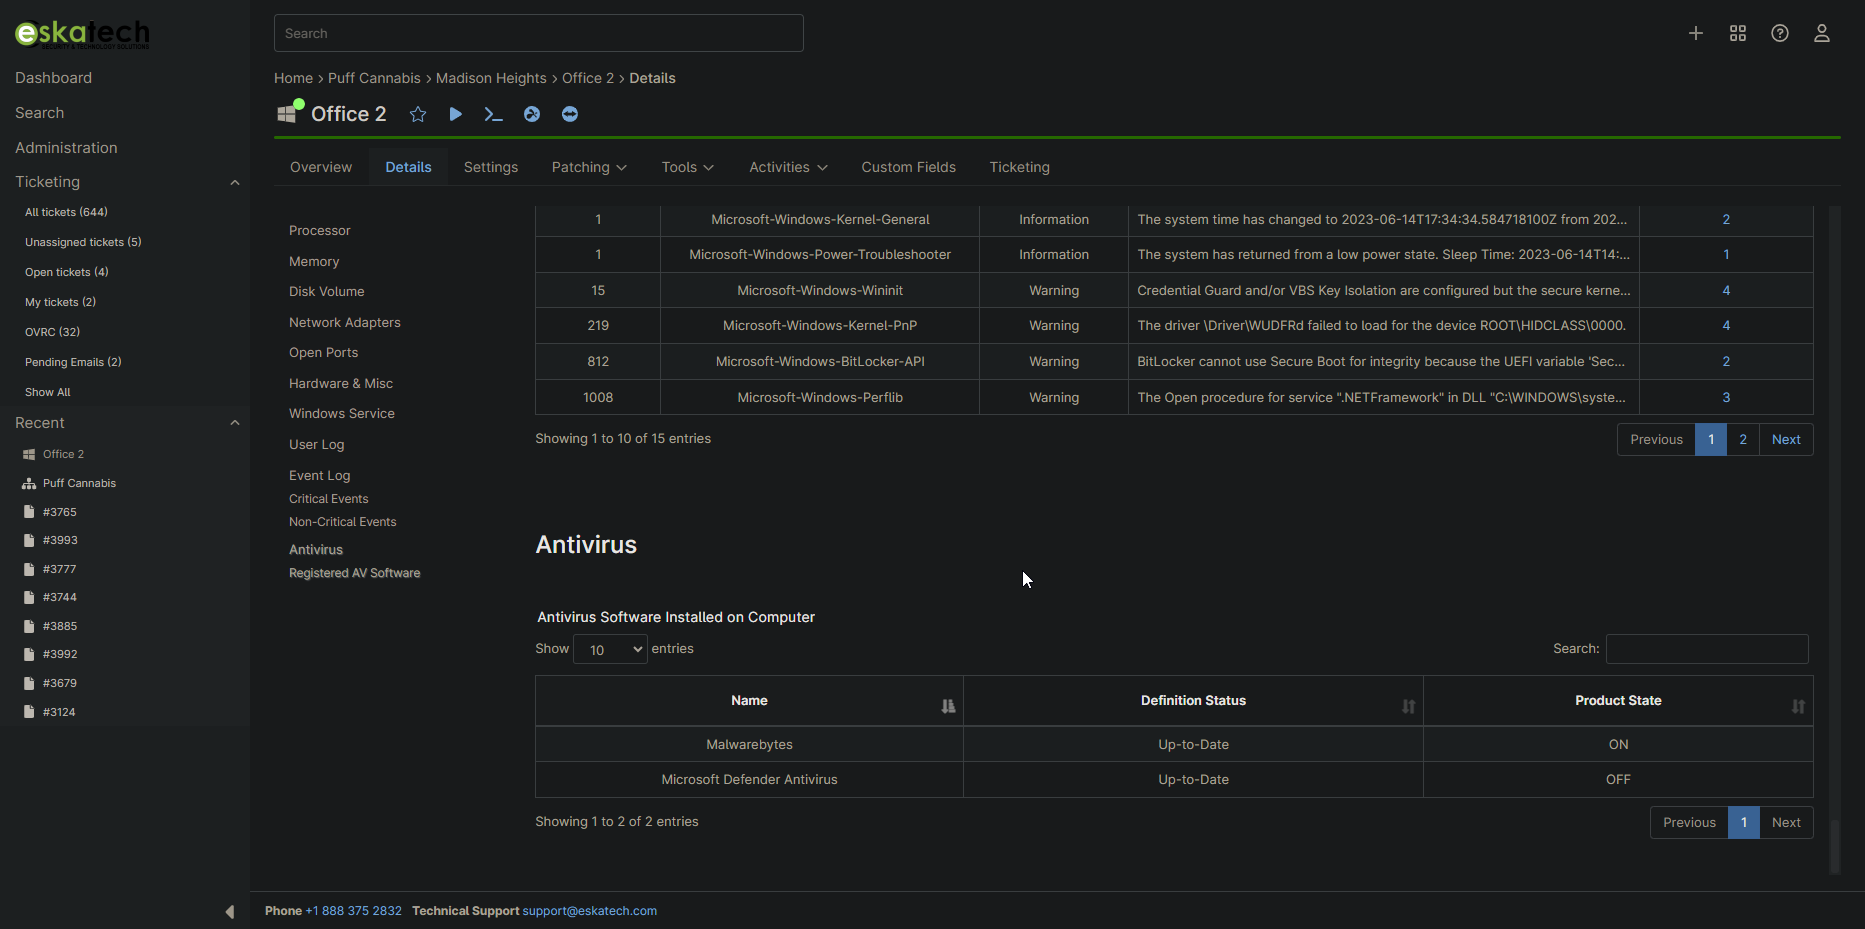 eskatech
SECURITY & TECHNOLOGY SOLUTIONS
Dashboard
Search
Administration
Ticketing
All tickets (644)
Unassigned tickets (5)
Open tickets (4)
My tickets (2)
OVRC (32)
Pending Emails (2)
Show All
Recent
Office 2
Puff Cannabis
#3765
#3993
#3777
#3744
#3885
#3992
#3679
#3124
Search
Home > Puff Cannabis > Madison Heights > Office 2 > Details
Office 2
Overview Details Settings Patching Tools Activities Custom Fields Ticketing
Processor
Memory
Disk Volume
Network Adapters
Open Ports
Hardware & Misc
Windows Service
User Log
Event Log
Critical Events
Non-Critical Events
Antivirus
Registered AV Software
1 Microsoft-Windows-Kernel-General Information The system time has changed to 2023-06-14T17:34:34.584718100Z from 202... 2
1 Microsoft-Windows-Power-Troubleshooter Information The system has returned from a low power state. Sleep Time: 2023-06-14T14:... 1
15 Microsoft-Windows-Wininit Warning Credential Guard and/or VBS Key Isolation are configured but the secure kerne... 4
219 Microsoft-Windows-Kernel-PnP Warning The driver \Driver\WUDFRd failed to load for the device ROOT\HIDCLASS\0000. 4
812 Microsoft-Windows-BitLocker-API Warning BitLocker cannot use Secure Boot for integrity because the UEFI variable 'Sec... 2
1008 Microsoft-Windows-Perflib Warning The Open procedure for service ".NETFramework" in DLL "C:\WINDOWS\syste... 3
Showing 1 to 10 of 15 entries
Previous 1 2 Next
Antivirus
Antivirus Software Installed on Computer
Show 10 entries
Search:
Name Definition Status Product State
Malwarebytes Up-to-Date ON
Microsoft Defender Antivirus Up-to-Date OFF
Showing 1 to 2 of 2 entries
Previous 1 Next
Phone +1 888 375 2832 Technical Support support@eskatech.com